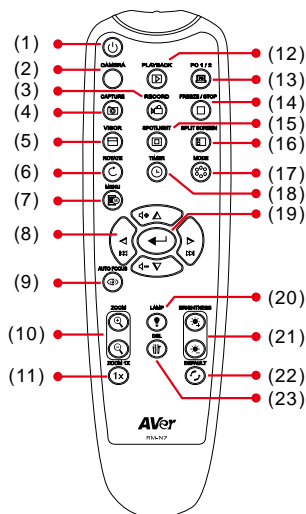 (1)
(2)
(3)
(4)
(5)
(6)
(7)
(8)
(9)
(10)
(11)
CAMERA
PLAYBACK
PC 1 / 2
CAPTURE
RECORD
FREEZE / STOP
VISOR
SPOTLIGHT
SPLIT SCREEN
ROTATE
TIMER
MODE
MENU
AUTO FOCUS
ZOOM
LAMP
BRIGHTNESS
ZOOM 1X
DEFAULT
1x
AVer
RM-N7
(12)
(13)
(14)
(15)
(16)
(17)
(18)
(19)
(20)
(21)
(22)
(23)